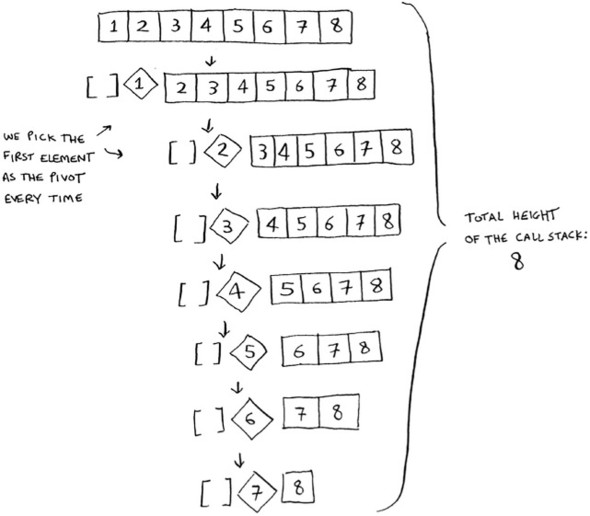 1 2 3 4 5 6 7 8
[ ] 1 2 3 4 5 6 7 8
WE PICK THE
FIRST ELEMENT
AS THE PIVOT
EVERY TIME
[ ] 2 3 4 5 6 7 8
[ ] 3 4 5 6 7 8
[ ] 4 5 6 7 8
[ ] 5 6 7 8
[ ] 6 7 8
[ ] 7 8
TOTAL HEIGHT
OF THE CALL STACK:
8